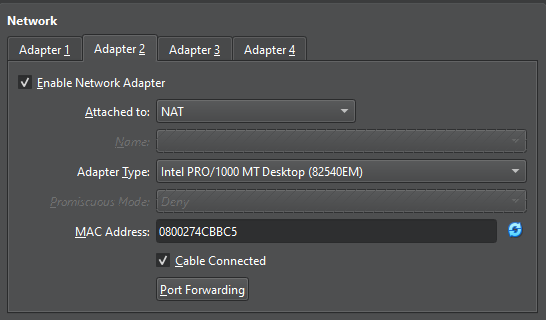 Network
Adapter 1 Adapter 2 Adapter 3 Adapter 4
Enable Network Adapter
Attached to: NAT
Name:
Adapter Type: Intel PRO/1000 MT Desktop (82540EM)
Promiscuous Mode: Deny
MAC Address: 0800274CBBC5
Cable Connected
Port Forwarding